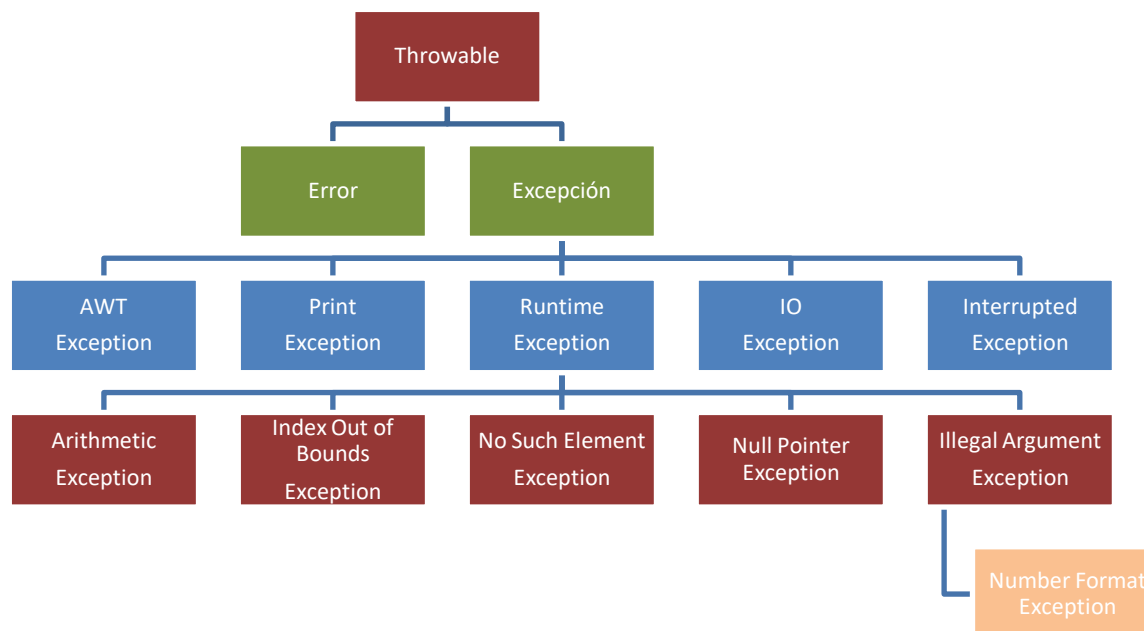 Throwable
Error
Excepción
AWT
Exception
Print
Exception
Runtime
Exception
IO
Exception
Interrupted
Exception
Arithmetic
Exception
Index Out of
Bounds
Exception
No Such Element
Exception
Null Pointer
Exception
Illegal Argument
Exception
Number Format
Exception